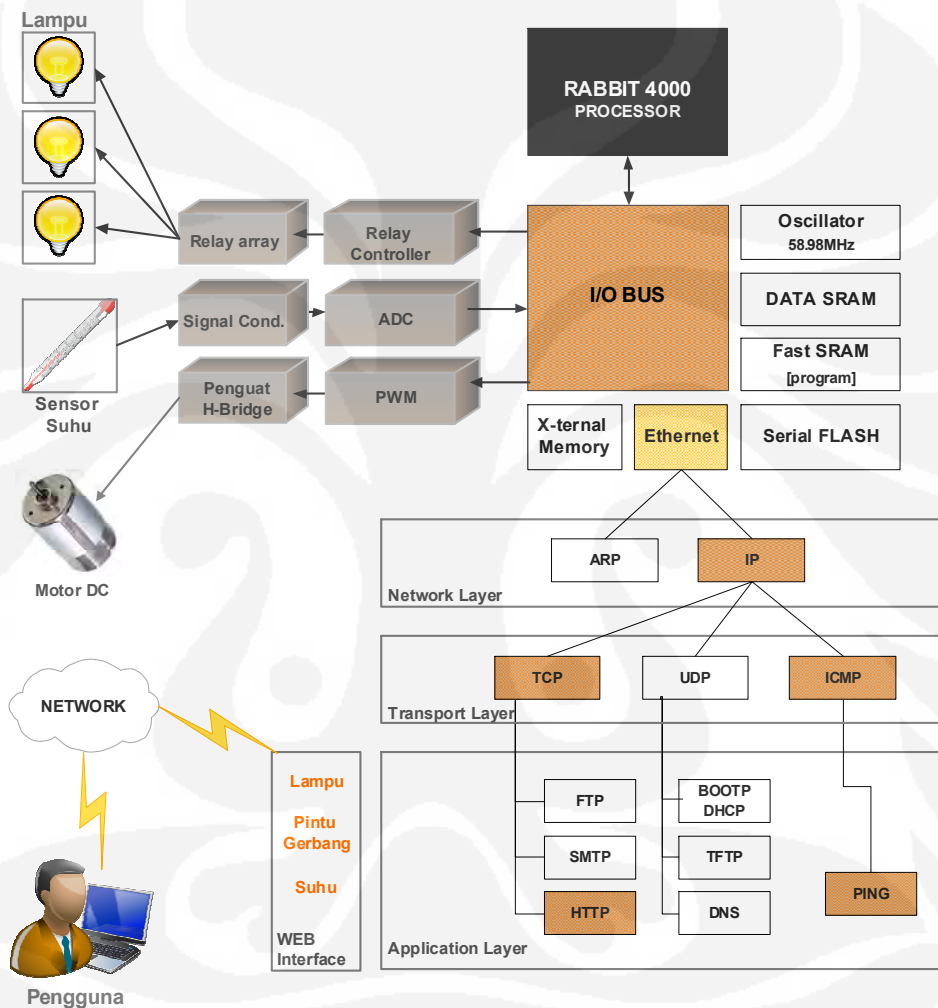 Lampu
RABBIT 4000
PROCESSOR
Relay array
Relay
Controller
I/O BUS
Oscillator
58.98MHz
Signal Cond.
ADC
DATA SRAM
Fast SRAM
[program]
Sensor
Suhu
Penguat
H-Bridge
PWM
X-ternal
Memory
Ethernet
Serial FLASH
Motor DC
ARP
IP
Network Layer
TCP
UDP
ICMP
Transport Layer
NETWORK
Lampu
Pintu
Gerbang
Suhu
WEB
Interface
FTP
BOOTP
DHCP
SMTP
TFTP
HTTP
DNS
PING
Application Layer
Pengguna